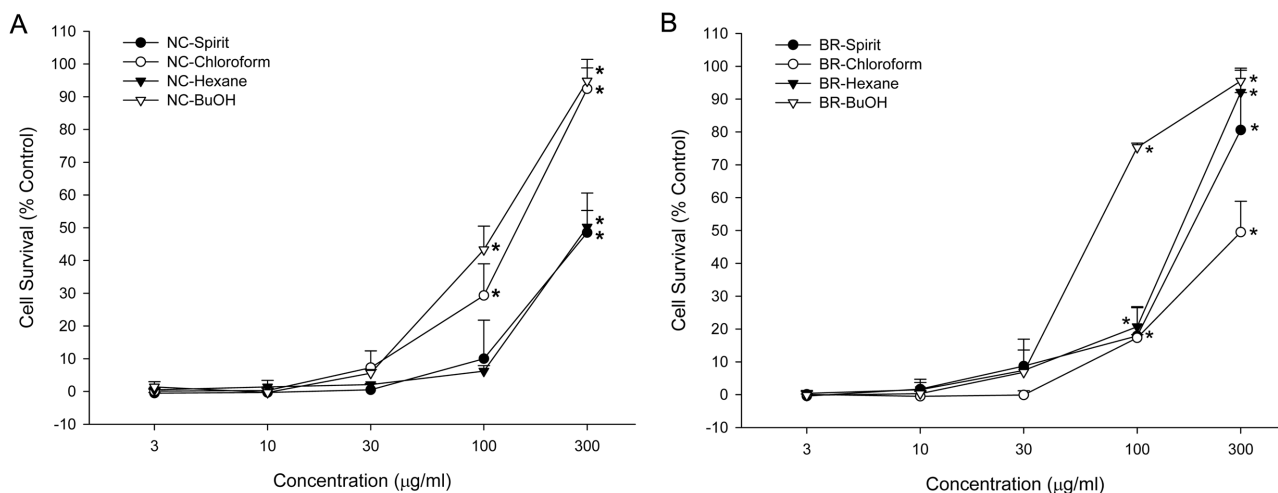 A
NC-Spirit
NC-Chloroform
NC-Hexane
NC-BuOH
Cell Survival (% Control)
110
100
90
80
70
60
50
40
30
20
10
0
-10
* * * * * *
3 10 30 100 300
Concentration (μg/ml)
B
BR-Spirit
BR-Chloroform
BR-Hexane
BR-BuOH
Cell Survival (% Control)
110
100
90
80
70
60
50
40
30
20
10
0
-10
* * * * * * *
3 10 30 100 300
Concentration (μg/ml)